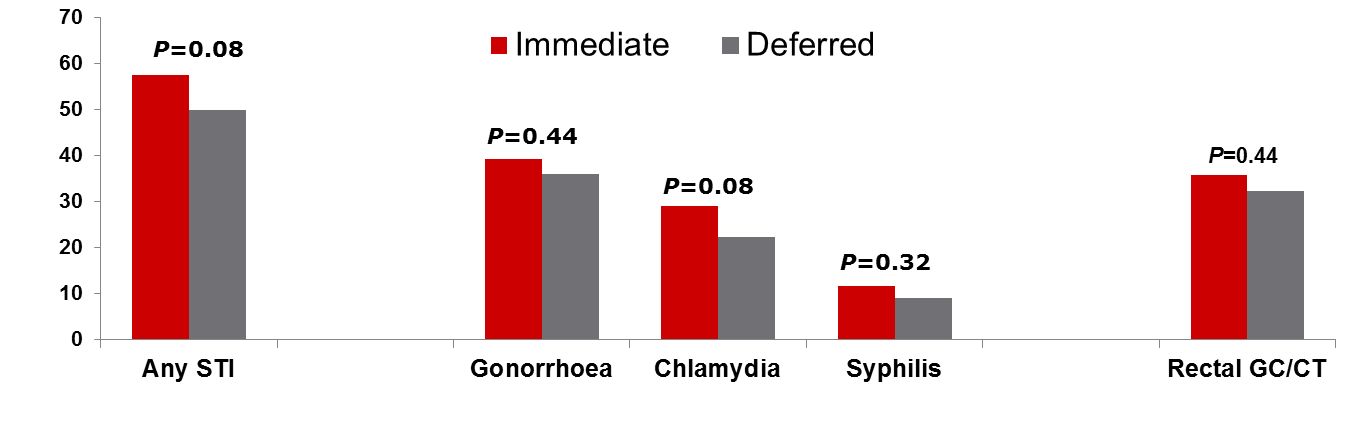 70
60
50
40
30
20
10
0
Immediate Deferred
P=0.08
P=0.44
P=0.08
P=0.32
P=0.44
Any STI Gonorrhoea Chlamydia Syphilis Rectal GC/CT